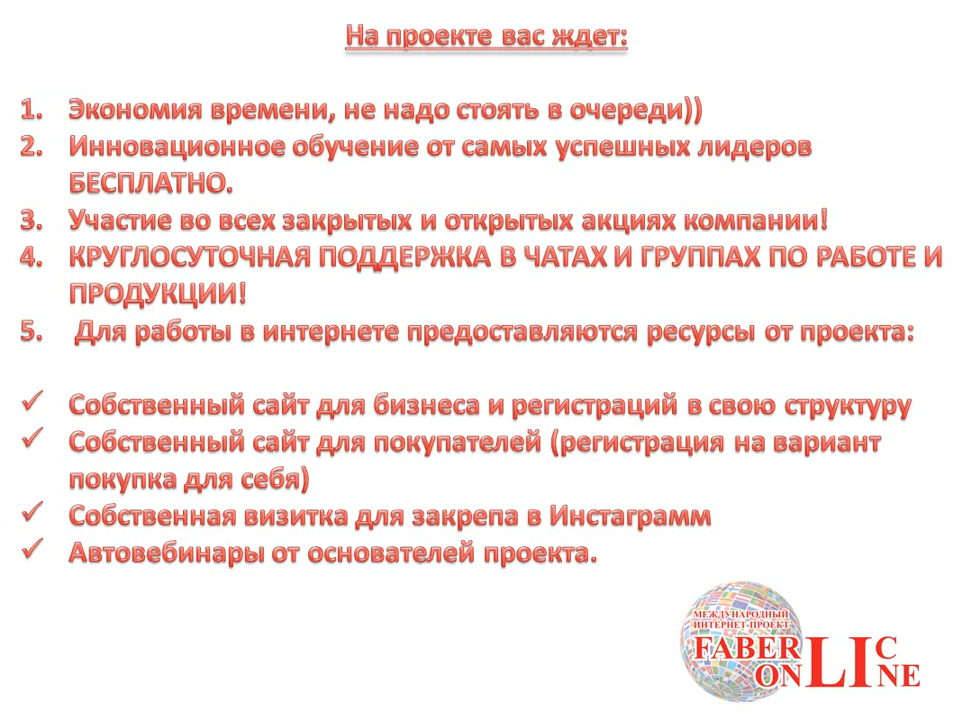 На проекте вас ждет:
1. Экономия времени, не надо стоять в очереди))
2. Инновационное обучение от самых успешных лидеров
БЕСПЛАТНО.
3. Участие во всех закрытых и открытых акциях компании!
4. КРУГЛОСУТОЧНАЯ ПОДДЕРЖКА В ЧАТАХ И ГРУППАХ ПО РАБОТЕ И
ПРОДУКЦИИ!
5. Для работы в интернете предоставляются ресурсы от проекта:
✓ Собственный сайт для бизнеса и регистраций в свою структуру
✓ Собственный сайт для покупателей (регистрация на вариант
покупка для себя)
✓ Собственная визитка для закрепа в Инстаграмм
✓ Автовебинары от основателей проекта.
МЕЖДУНАРОДНЫЙ
ИНТЕРНЕТ-ПРОЕКТ
FABERLIC
ONLINE